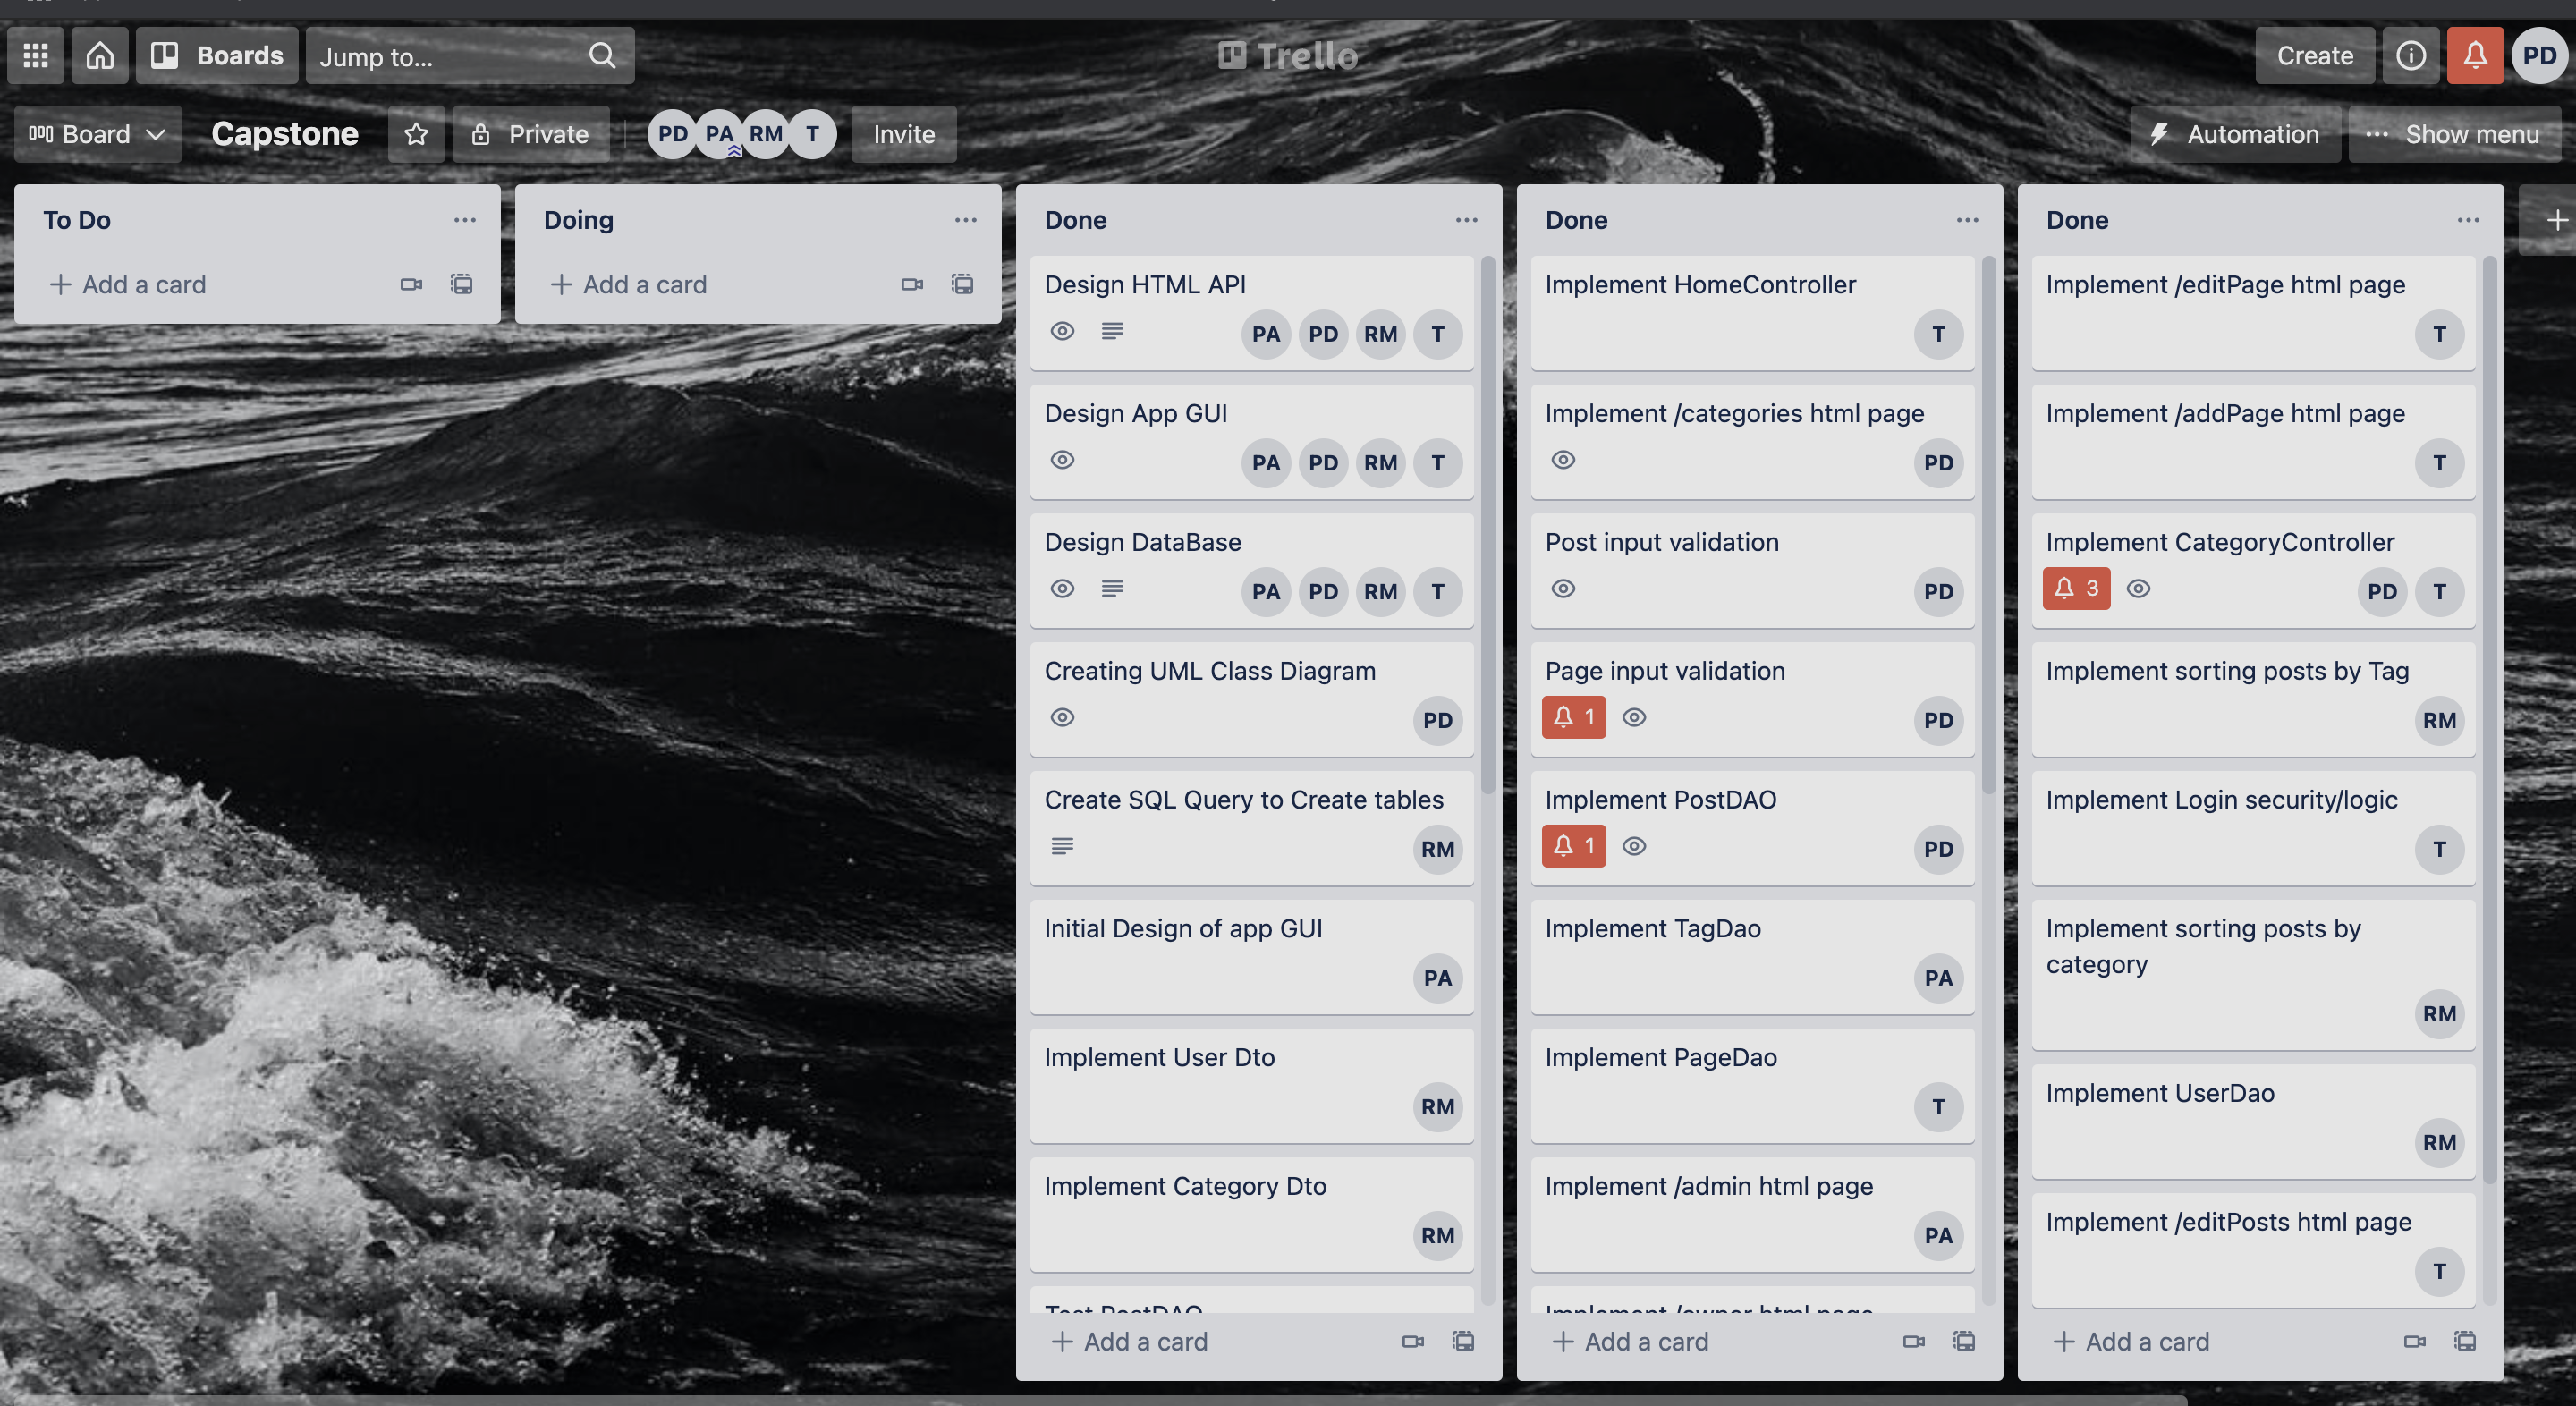 Boards
Jump to...
Trello
Create
PD
Board
Capstone
Private
PD
PA
RM
T
Invite
Automation
Show menu
To Do
Add a card
Doing
Add a card
Done
Design HTML API
PA PD RM T
Design App GUI
PA PD RM T
Design DataBase
PA PD RM T
Creating UML Class Diagram
PD
Create SQL Query to Create tables
RM
Initial Design of app GUI
PA
Implement User Dto
RM
Implement Category Dto
RM
Test PostDAO
Add a card
Done
Implement HomeController
T
Implement /categories html page
PD
Post input validation
PD
Page input validation
1
PD
Implement PostDAO
1
PD
Implement TagDao
PA
Implement PageDao
T
Implement /admin html page
PA
Implement /owner html page
Add a card
Done
Implement /editPage html page
T
Implement /addPage html page
T
Implement CategoryController
3
PD T
Implement sorting posts by Tag
RM
Implement Login security/logic
T
Implement sorting posts by
category
RM
Implement UserDao
RM
Implement /editPosts html page
T
Add a card